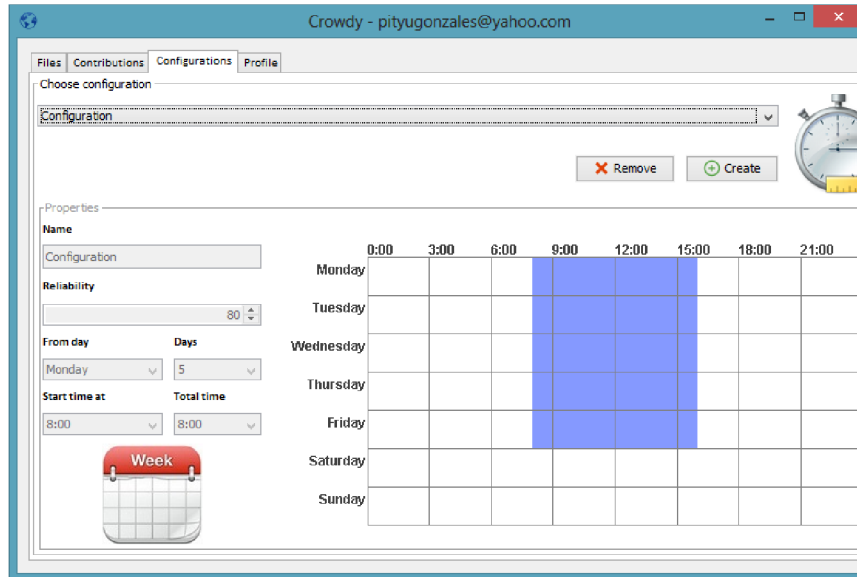 Crowdy - pityugonzales@yahoo.com
Files Contributions Configurations Profile
Choose configuration
Configuration
Remove Create
Properties
Name
Configuration
Reliability
80
From day Days
Monday 5
Start time at Total time
8:00 8:00
Week
0:00 3:00 6:00 9:00 12:00 15:00 18:00 21:00
Monday
Tuesday
Wednesday
Thursday
Friday
Saturday
Sunday